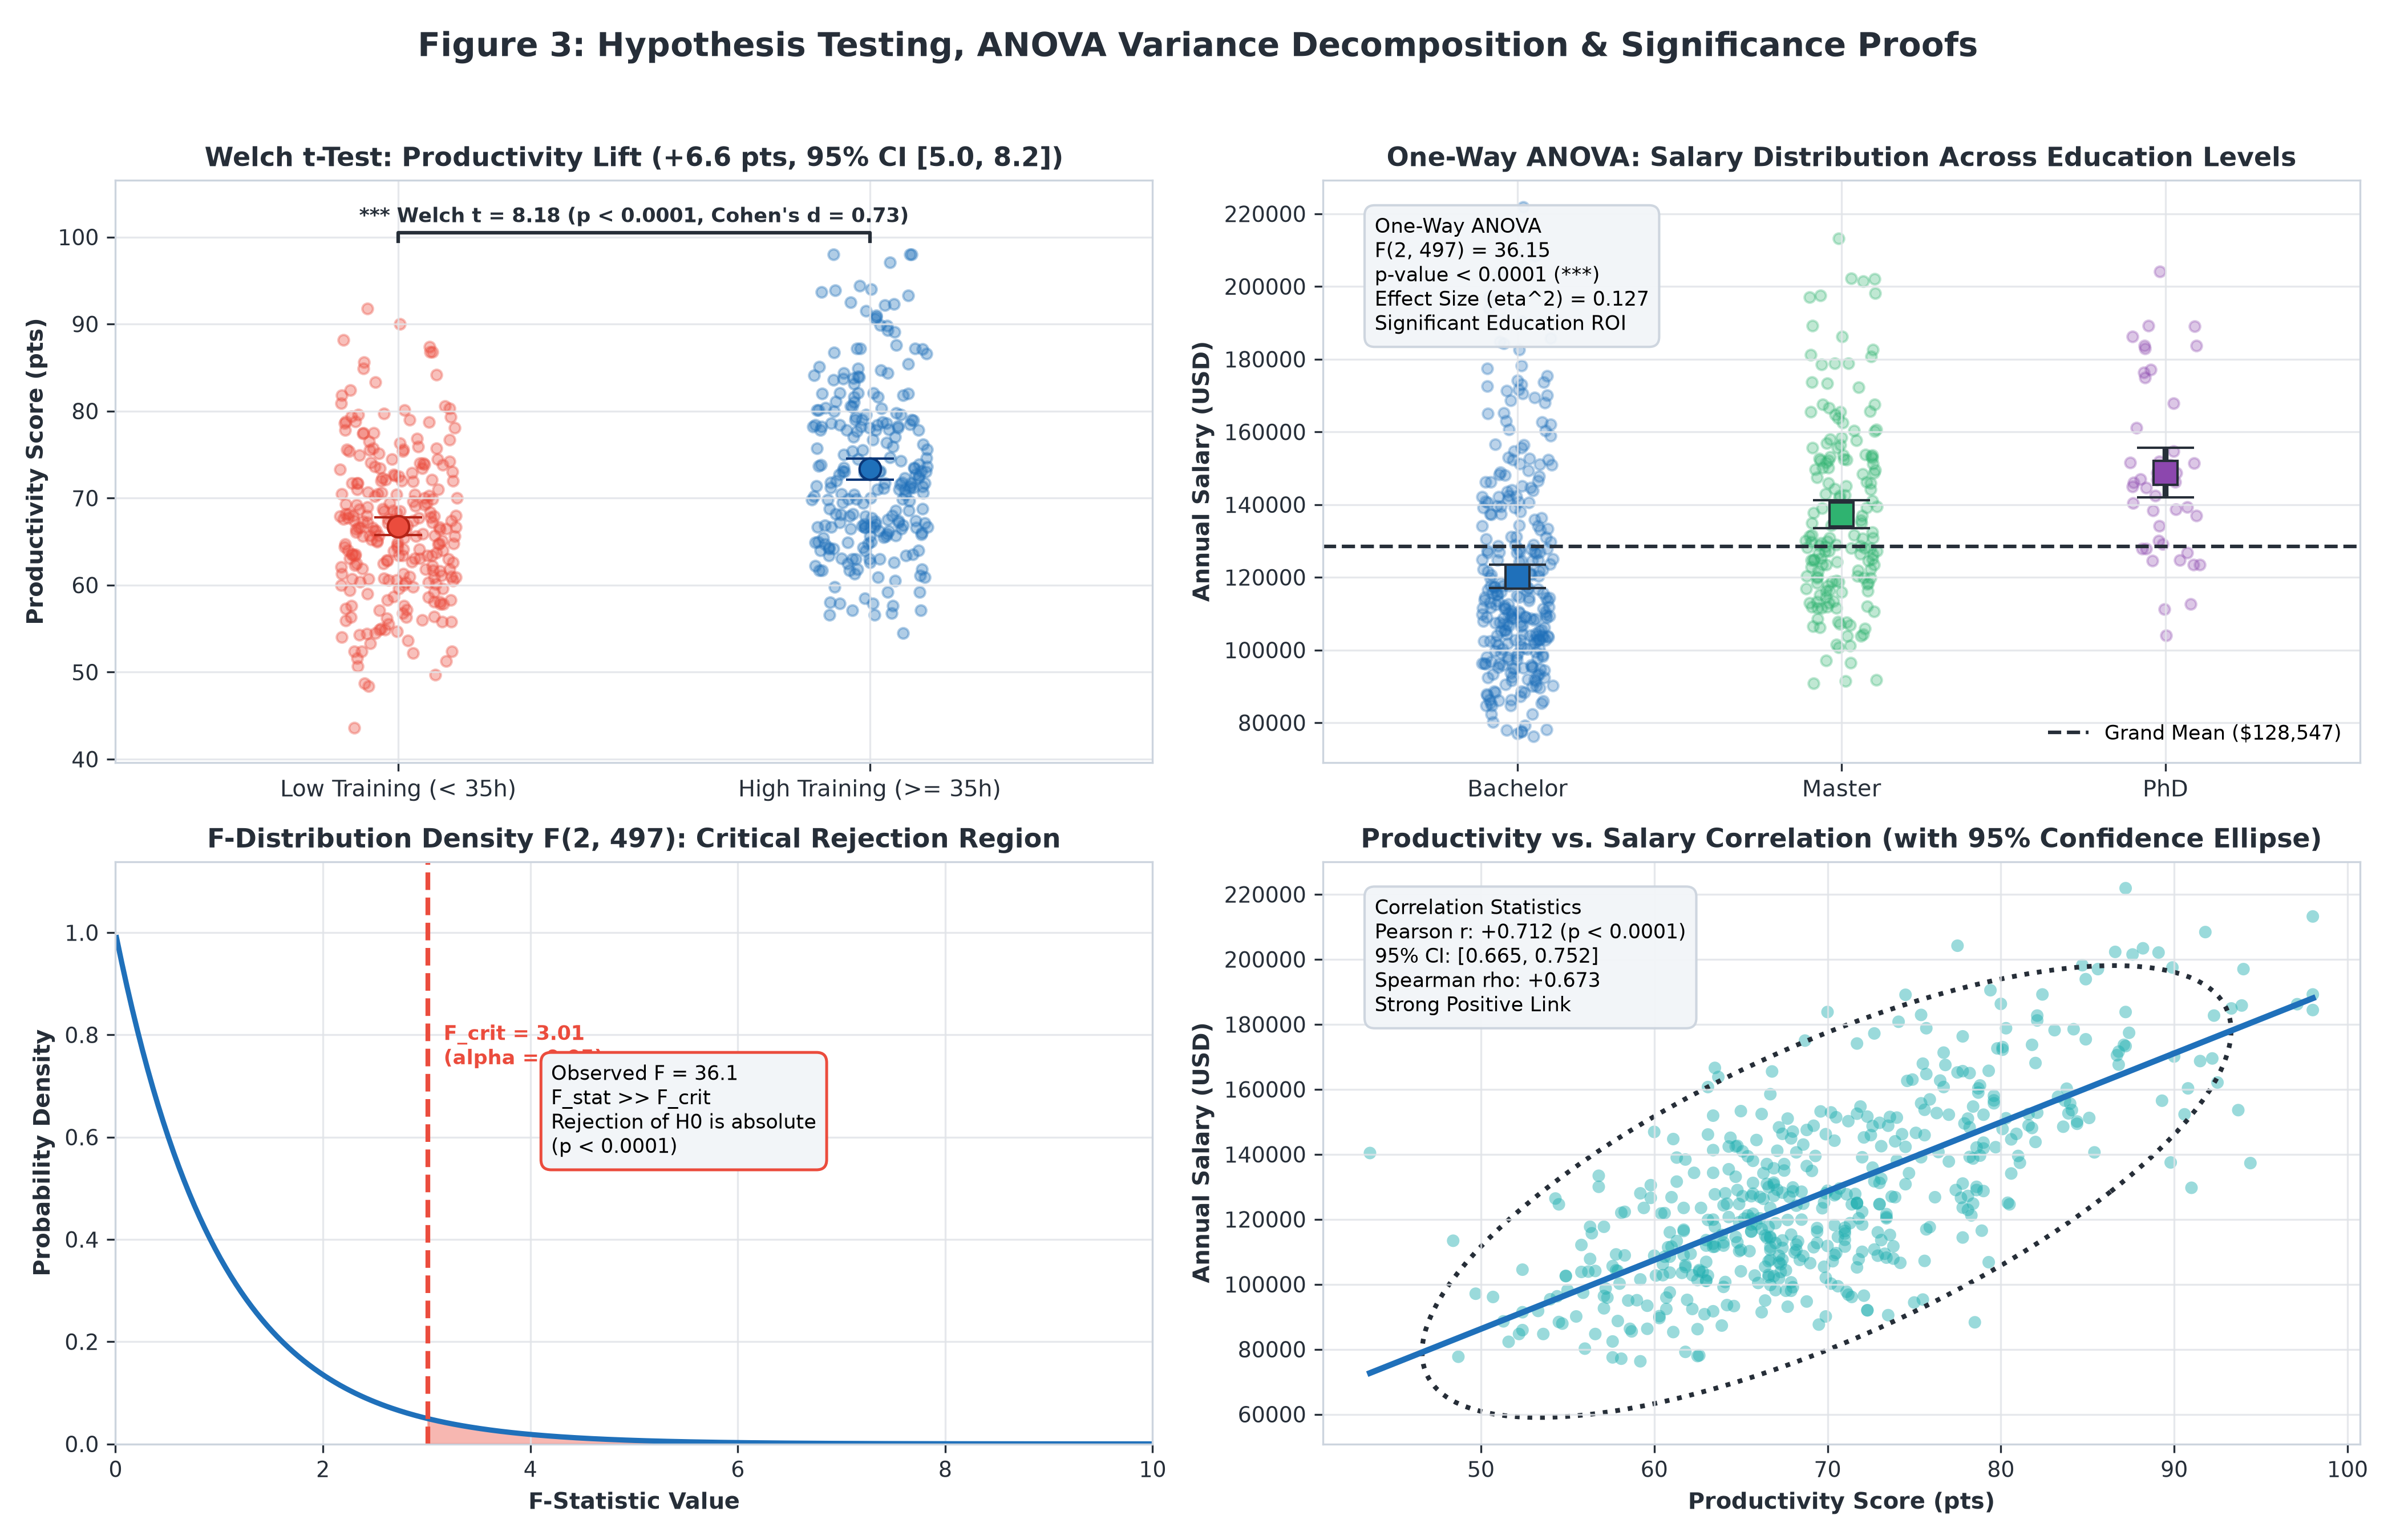 Figure 3: Hypothesis Testing, ANOVA Variance Decomposition & Significance Proofs
Welch t-Test: Productivity Lift (+6.6 pts, 95% CI [5.0, 8.2])
*** Welch t = 8.18 (p < 0.0001, Cohen's d = 0.73)
Productivity Score (pts)
100
90
80
70
60
50
40
Low Training (< 35h)
High Training (>= 35h)
One-Way ANOVA: Salary Distribution Across Education Levels
Annual Salary (USD)
220000
200000
180000
160000
140000
120000
100000
80000
One-Way ANOVA
F(2, 497) = 36.15
p-value < 0.0001 (***)
Effect Size (eta^2) = 0.127
Significant Education ROI
Grand Mean ($128,547)
Bachelor
Master
PhD
F-Distribution Density F(2, 497): Critical Rejection Region
Probability Density
1.0
0.8
0.6
0.4
0.2
0.0
F_crit = 3.01
(alpha =
Observed F = 36.1
F_stat >> F_crit
Rejection of H0 is absolute
(p < 0.0001)
0
2
4
6
8
10
F-Statistic Value
Productivity vs. Salary Correlation (with 95% Confidence Ellipse)
Annual Salary (USD)
220000
200000
180000
160000
140000
120000
100000
80000
60000
Correlation Statistics
Pearson r: +0.712 (p < 0.0001)
95% CI: [0.665, 0.752]
Spearman rho: +0.673
Strong Positive Link
50
60
70
80
90
100
Productivity Score (pts)